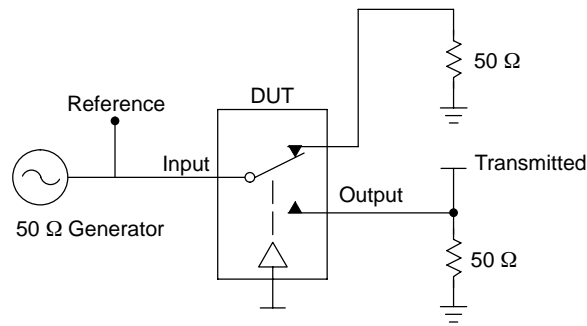 50 Ω
DUT
Reference
Input
Transmitted
Output
50 Ω Generator
50 Ω